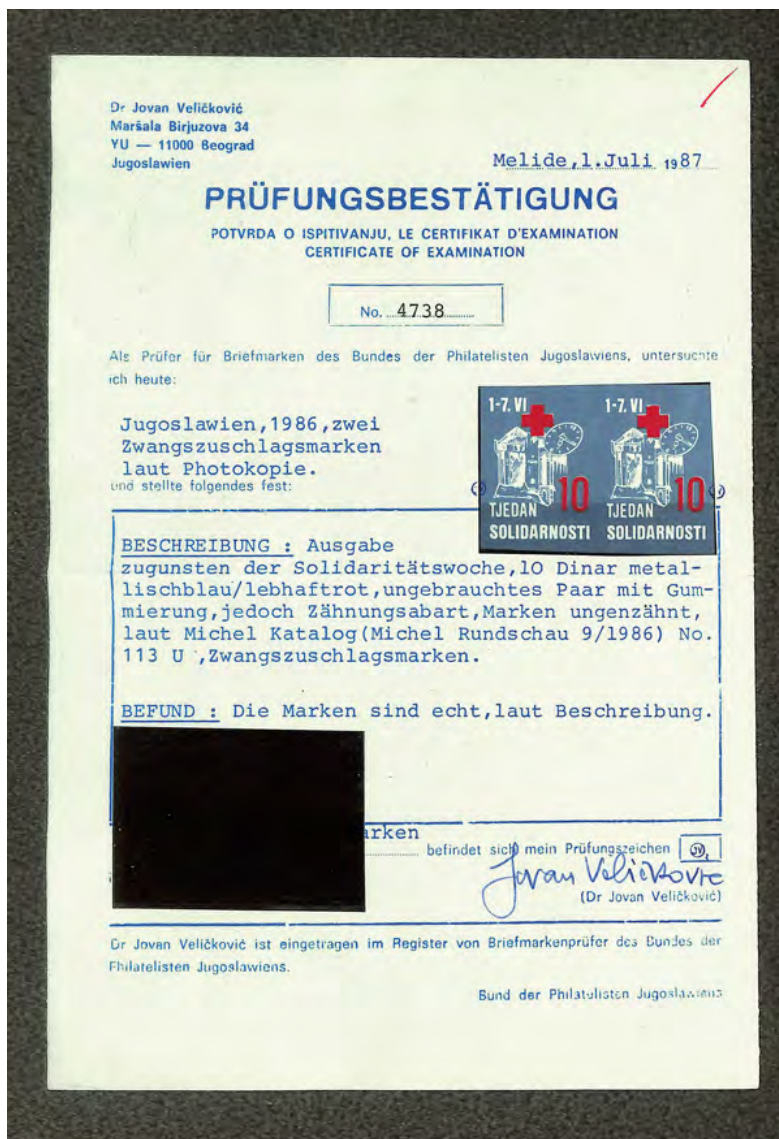 Dr Jovan Veličković
Maršala Birjuzova 34
YU — 11000 Beograd
Jugoslawien
Melide,1.Juli 1987
PRÜFUNGSBESTÄTIGUNG
POTVRDA O ISPITIVANJU, LE CERTIFIKAT D'EXAMINATION
CERTIFICATE OF EXAMINATION
No. 4738
Als Prüfer für Briefmarken des Bundes der Philatelisten Jugoslawiens, untersuchte
ich heute:
Jugoslawien,1986,zwei
Zwangszuschlagsmarken
laut Photokopie.
und stellte folgendes fest:
1-7. VI 1-7. VI
10 10
TJEDAN TJEDAN
SOLIDARNOSTI SOLIDARNOSTI
BESCHREIBUNG : Ausgabe
zugunsten der Solidaritätswoche,10 Dinar metal-
lischblau/lebhaftrot,ungebrauchtes Paar mit Gum-
mierung,jedoch Zähnungsabart,Marken ungenzähnt,
laut Michel Katalog(Michel Rundschau 9/1986) No.
113 U ,Zwangszuschlagsmarken.
BEFUND : Die Marken sind echt,laut Beschreibung.
arken
befindet sich mein Prüfungszeichen JV
Jovan Veličković
(Dr Jovan Veličković)
Dr Jovan Veličković ist eingetragen im Register von Briefmarkenprüfer des Bundes der
Philatelisten Jugoslawiens.
Bund der Philatelisten Jugoslawiens